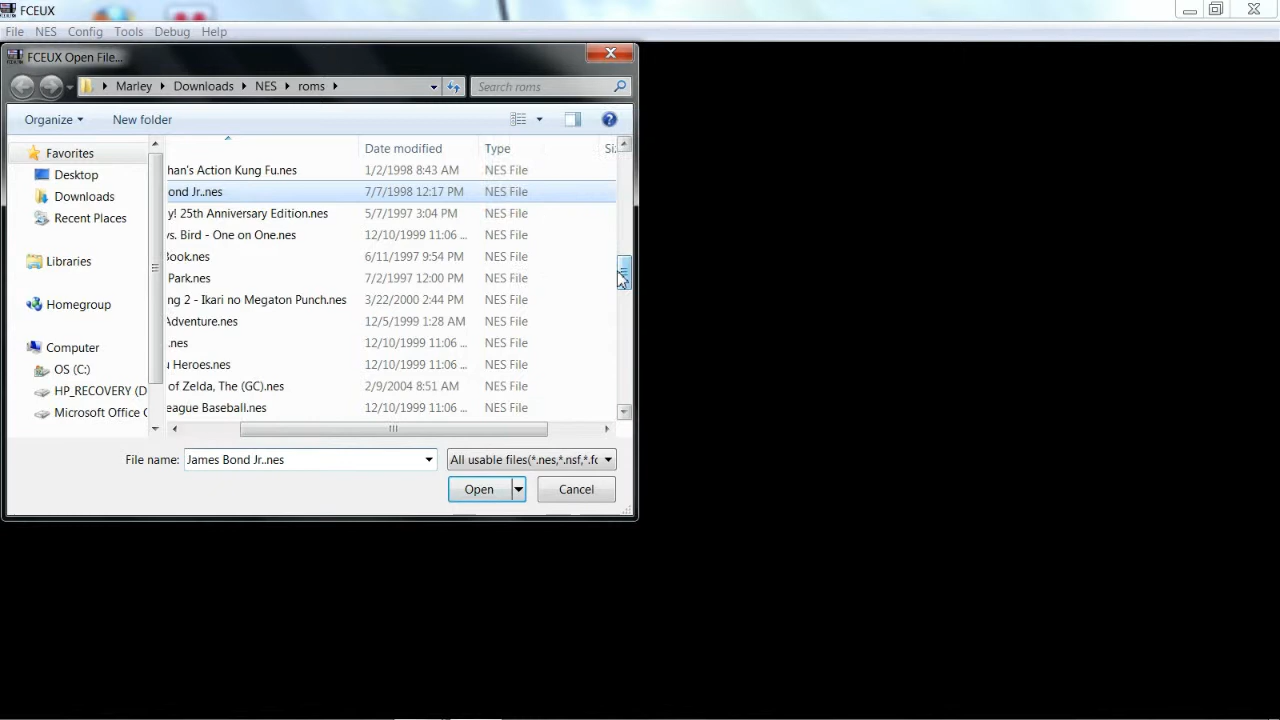 FCEUX
File NES Config Tools Debug Help
FCEUX Open File...
Marley Downloads NES roms Search roms
Organize New folder
Favorites
Desktop
Downloads
Recent Places
Libraries
Homegroup
Computer
OS (C:)
HP_RECOVERY (D
Microsoft Office C
Date modified Type Si
han's Action Kung Fu.nes 1/2/1998 8:43 AM NES File
ond Jr..nes 7/7/1998 12:17 PM NES File
y! 25th Anniversary Edition.nes 5/7/1997 3:04 PM NES File
vs. Bird - One on One.nes 12/10/1999 11:06 ... NES File
Book.nes 6/11/1997 9:54 PM NES File
Park.nes 7/2/1997 12:00 PM NES File
ng 2 - Ikari no Megaton Punch.nes 3/22/2000 2:44 PM NES File
Adventure.nes 12/5/1999 1:28 AM NES File
.nes 12/10/1999 11:06 ... NES File
u Heroes.nes 12/10/1999 11:06 ... NES File
of Zelda, The (GC).nes 2/9/2004 8:51 AM NES File
eague Baseball.nes 12/10/1999 11:06 ... NES File
File name: James Bond Jr..nes All usable files(*.nes,*.nsf,*.fc
Open Cancel